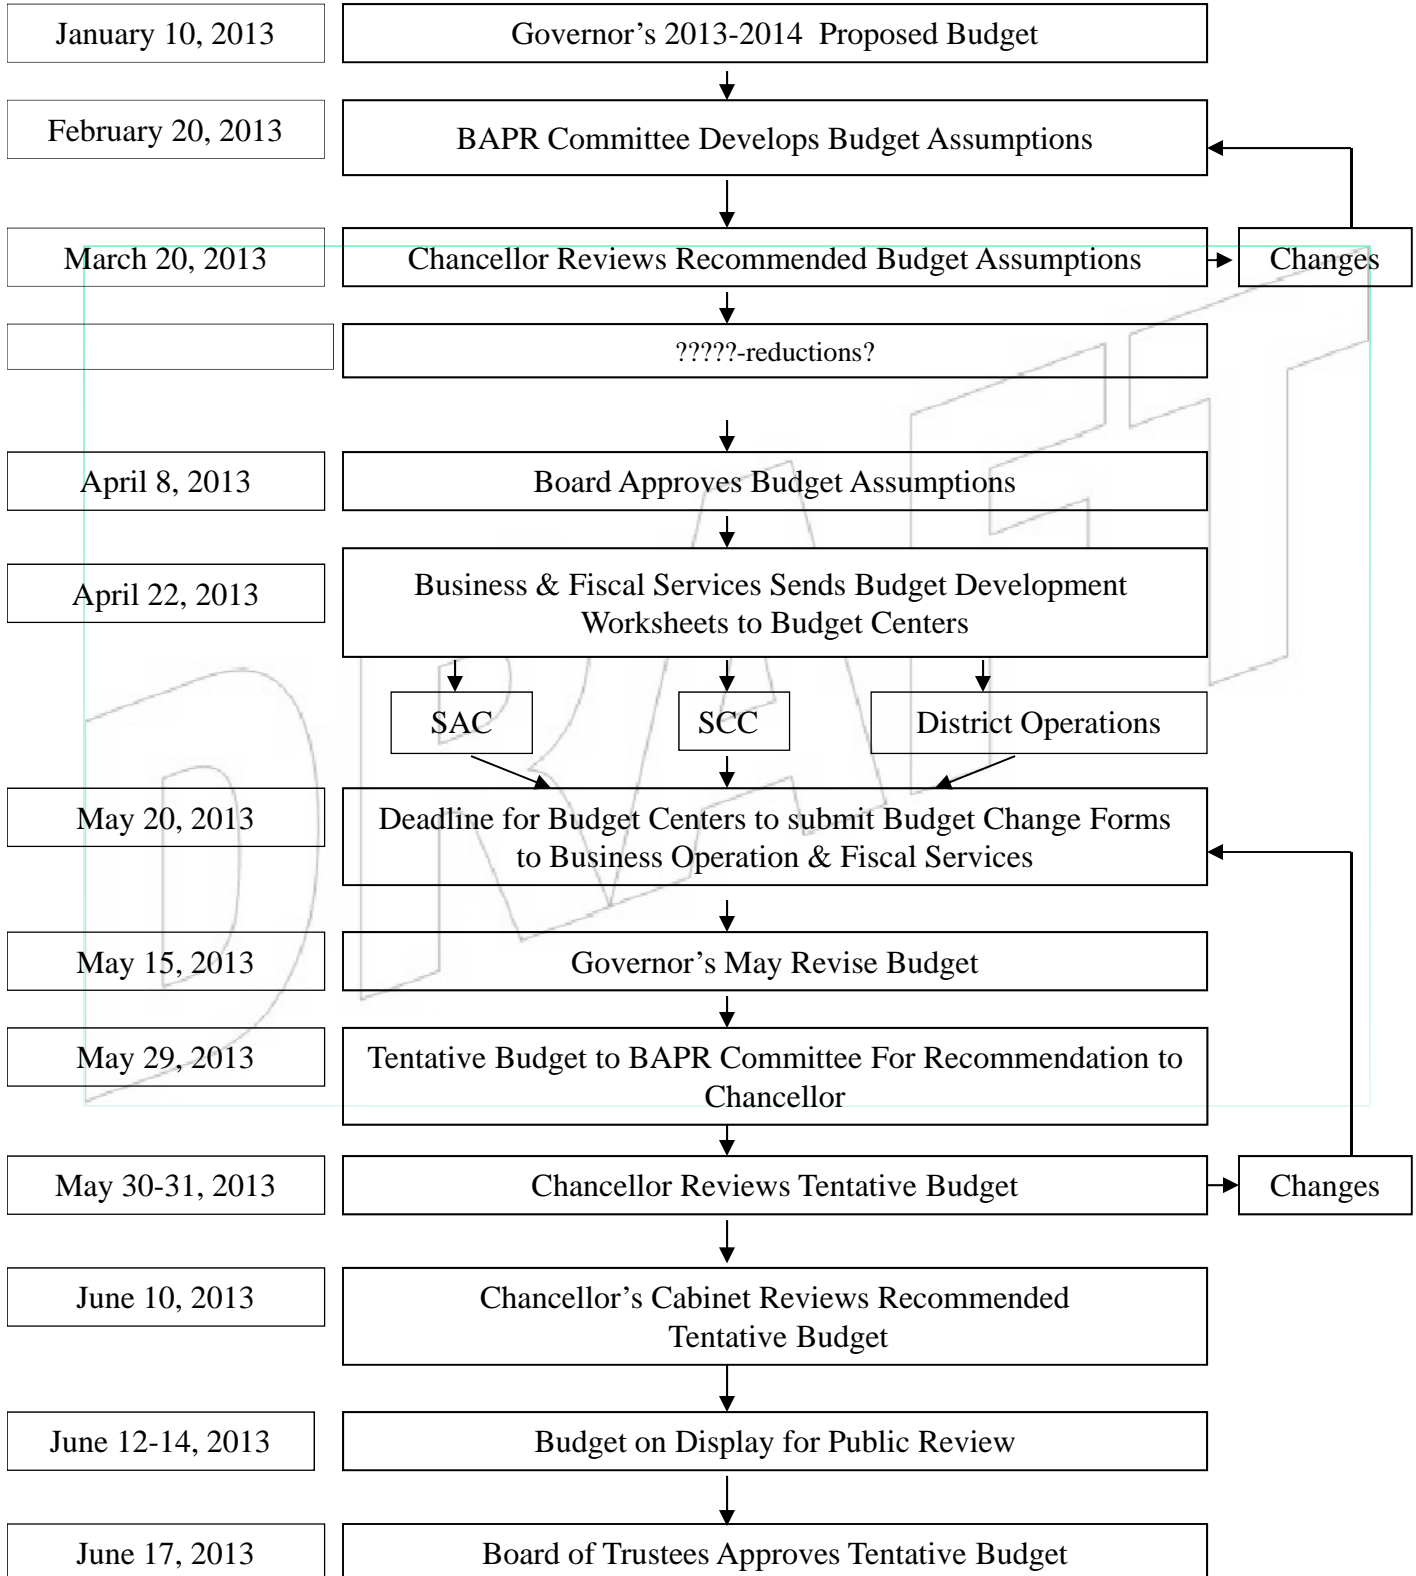 January 10, 2013
Governor’s 2013-2014  Proposed Budget
February 20, 2013
BAPR Committee Develops Budget Assumptions
March 20, 2013
Chancellor Reviews Recommended Budget Assumptions
Changes
?????-reductions?
April 8, 2013
Board Approves Budget Assumptions
April 22, 2013
Business & Fiscal Services Sends Budget Development
Worksheets to Budget Centers
SAC
SCC
District Operations
May 20, 2013
Deadline for Budget Centers to submit Budget Change Forms
to Business Operation & Fiscal Services
May 15, 2013
Governor’s May Revise Budget
May 29, 2013
Tentative Budget to BAPR Committee For Recommendation to
Chancellor
May 30-31, 2013
Chancellor Reviews Tentative Budget
Changes
June 10, 2013
Chancellor’s Cabinet Reviews Recommended
Tentative Budget
June 12-14, 2013
Budget on Display for Public Review
June 17, 2013
Board of Trustees Approves Tentative Budget
DRAFT